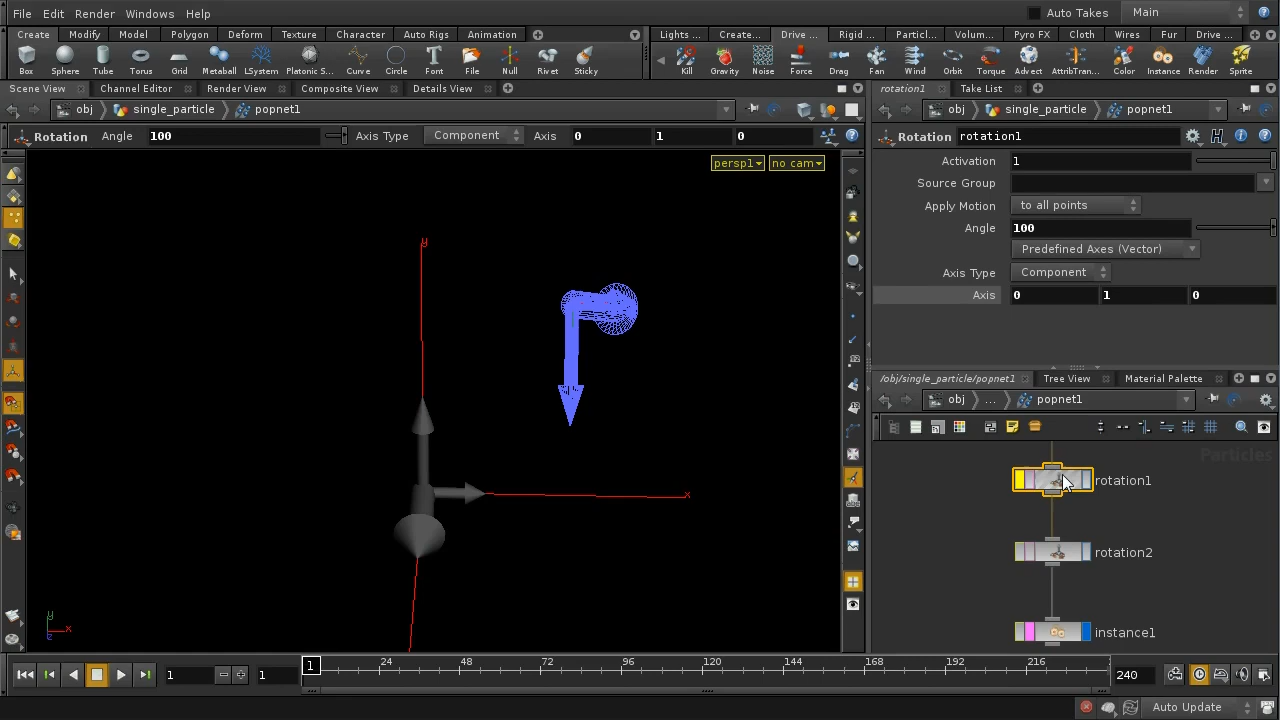 File Edit Render Windows Help Auto Takes Main
Create Modify Model Polygon Deform Texture Character Auto Rigs Animation Lights ... Create... Drive ... Rigid ... Particl... Volum... Pyro FX Cloth Wires Fur Drive ...
Box Sphere Tube Torus Grid Metaball LSystem Platonic S... Curve Circle Font File Null Rivet Sticky Kill Gravity Noise Force Drag Fan Wind Orbit Torque Advect AttribTran... Color Instance Render Sprite
Scene View Channel Editor Render View Composite View Details View rotation1 Take List
obj single_particle popnet1 obj single_particle popnet1
Rotation Angle 100 Axis Type Component Axis 0 1 0 Rotation rotation1
persp1 no cam
Activation 1
Source Group
Apply Motion to all points
Angle 100
Predefined Axes (Vector)
Axis Type Component
Axis 0 1 0
y
x
y
x
z
/obj/single_particle/popnet1 Tree View Material Palette
obj ... popnet1
Particles
rotation1
rotation2
instance1
1 1 1 24 48 72 96 120 144 168 192 216 240
Auto Update